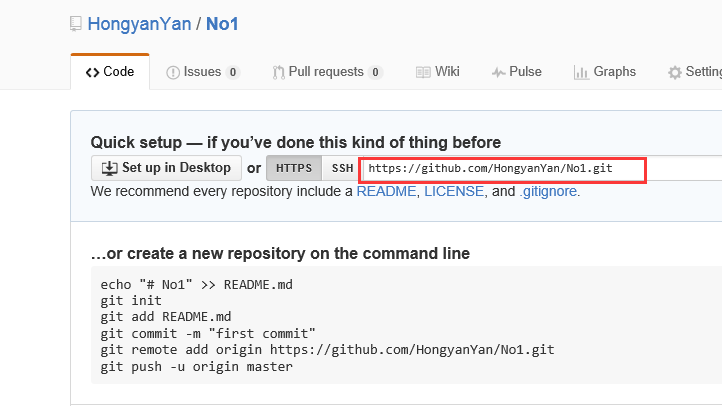 HongyanYan / No1
Code Issues 0 Pull requests 0 Wiki Pulse Graphs Settin
Quick setup — if you’ve done this kind of thing before
Set up in Desktop or HTTPS SSH https://github.com/HongyanYan/No1.git
We recommend every repository include a README, LICENSE, and .gitignore.
…or create a new repository on the command line
echo "# No1" >> README.md
git init
git add README.md
git commit -m "first commit"
git remote add origin https://github.com/HongyanYan/No1.git
git push -u origin master